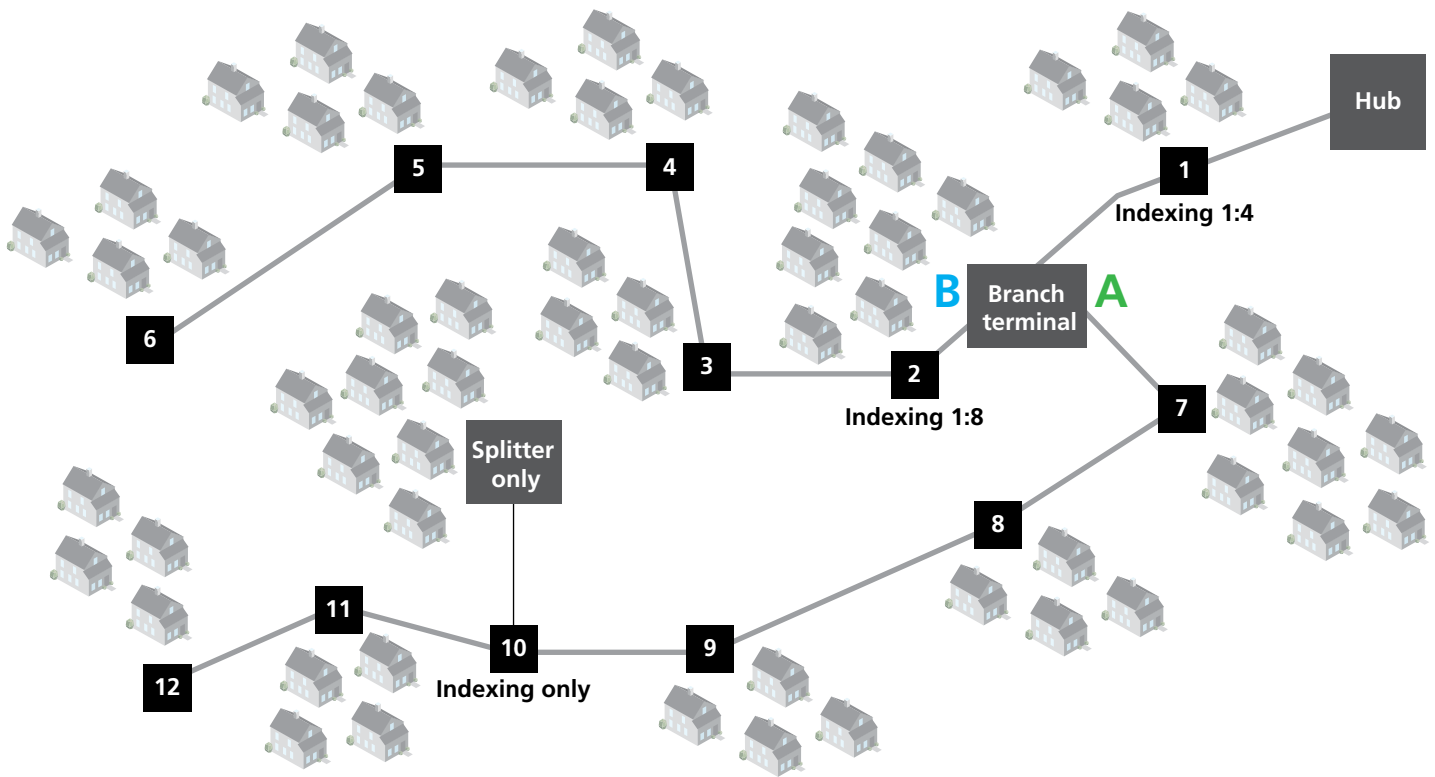 Hub
1
Indexing 1:4
5
4
B
Branch
terminal
A
6
3
2
Indexing 1:8
7
Splitter
only
8
11
10
Indexing only
9
12